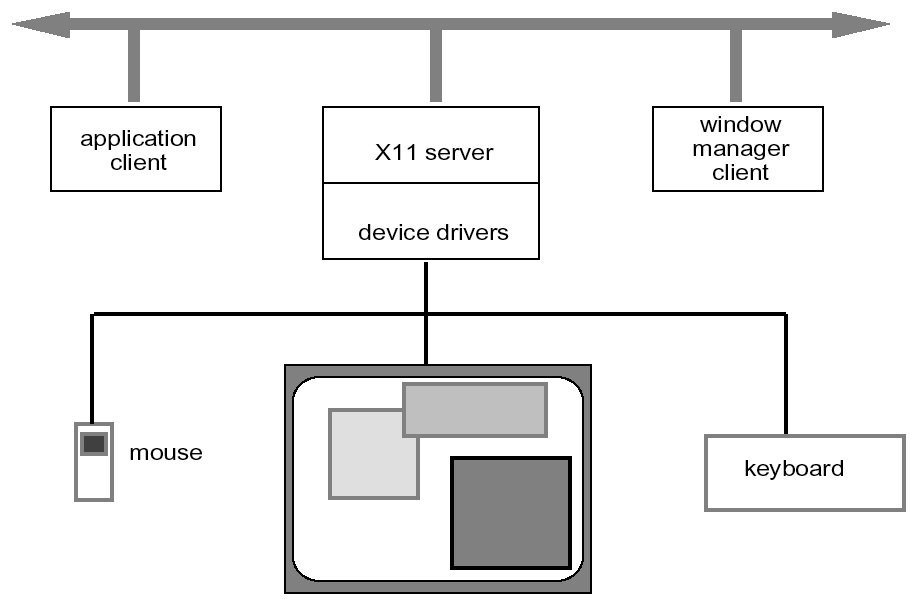 application
client
X11 server
window
manager
client
device drivers
mouse
keyboard